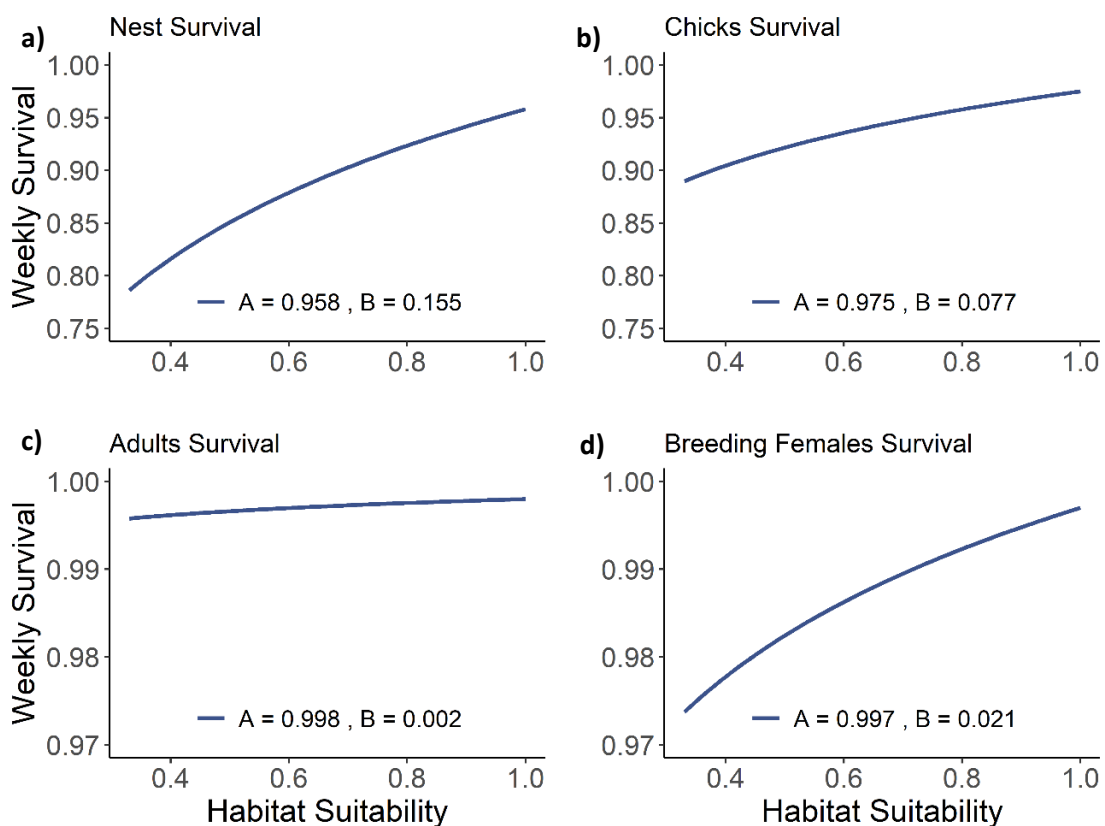 a) Nest Survival
Weekly Survival
1.00
0.95
0.90
0.85
0.80
0.75
A = 0.958 , B = 0.155
0.4 0.6 0.8 1.0
b) Chicks Survival
1.00
0.95
0.90
0.85
0.80
0.75
A = 0.975 , B = 0.077
0.4 0.6 0.8 1.0
c) Adults Survival
Weekly Survival
1.00
0.99
0.98
0.97
A = 0.998 , B = 0.002
0.4 0.6 0.8 1.0
Habitat Suitability
d) Breeding Females Survival
1.00
0.99
0.98
0.97
A = 0.997 , B = 0.021
0.4 0.6 0.8 1.0
Habitat Suitability